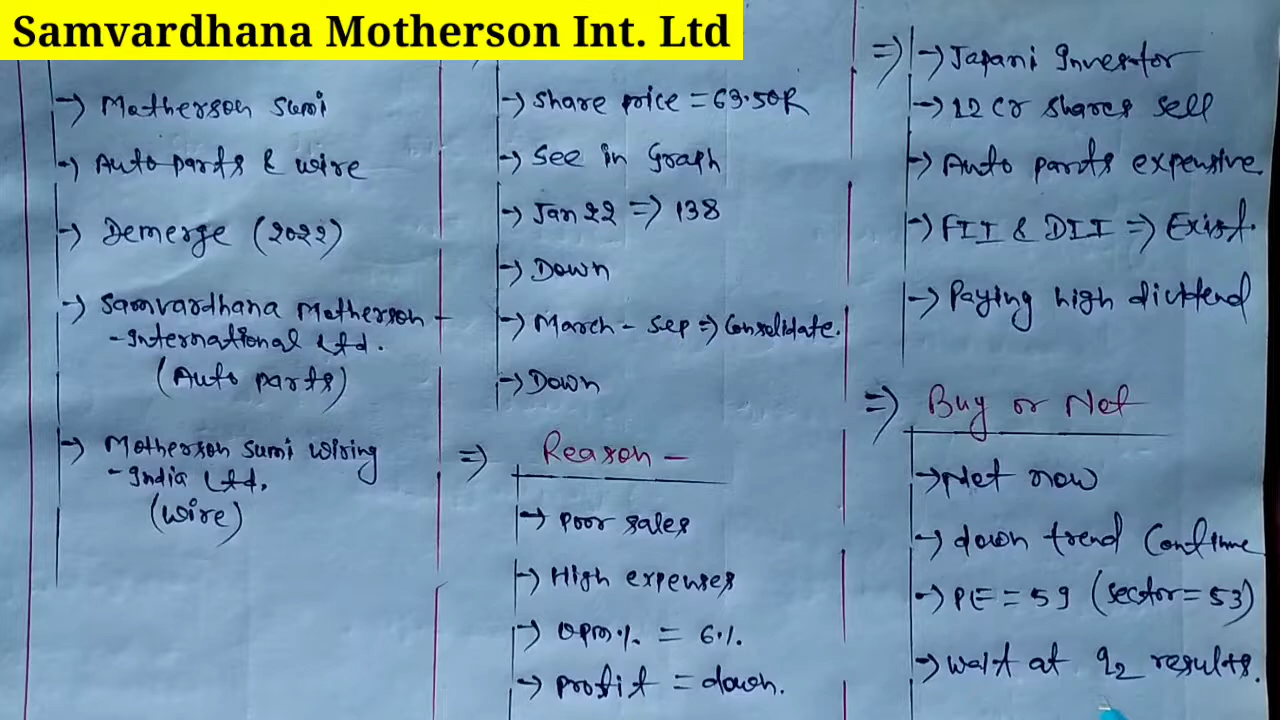 Samvardhana Motherson Int. Ltd
→ Motherson Sumi
→ Auto parts & wire
→ Demerge (2022)
→ Samvardhana Motherson -
- International Ltd.
(Auto parts)
→ Motherson Sumi Wiring
- India Ltd.
(wire)
→ share price = 63.50R
→ See in Graph
→ Jan 22 => 138
→ Down
→ March - Sep => Consolidate.
→ Down
=> Reason -
→ Poor sales
→ High expenses
→ OPM% = 6%
→ Profit = down.
=> → Japani Investor
→ 12 Cr shares sell
→ Auto parts expensive
→ FII & DII => Exist.
→ Paying high dividend
=> Buy or Not
→ Not now
→ down trend Continue
→ PE = 59 (sector = 53)
→ wait at q2 results.